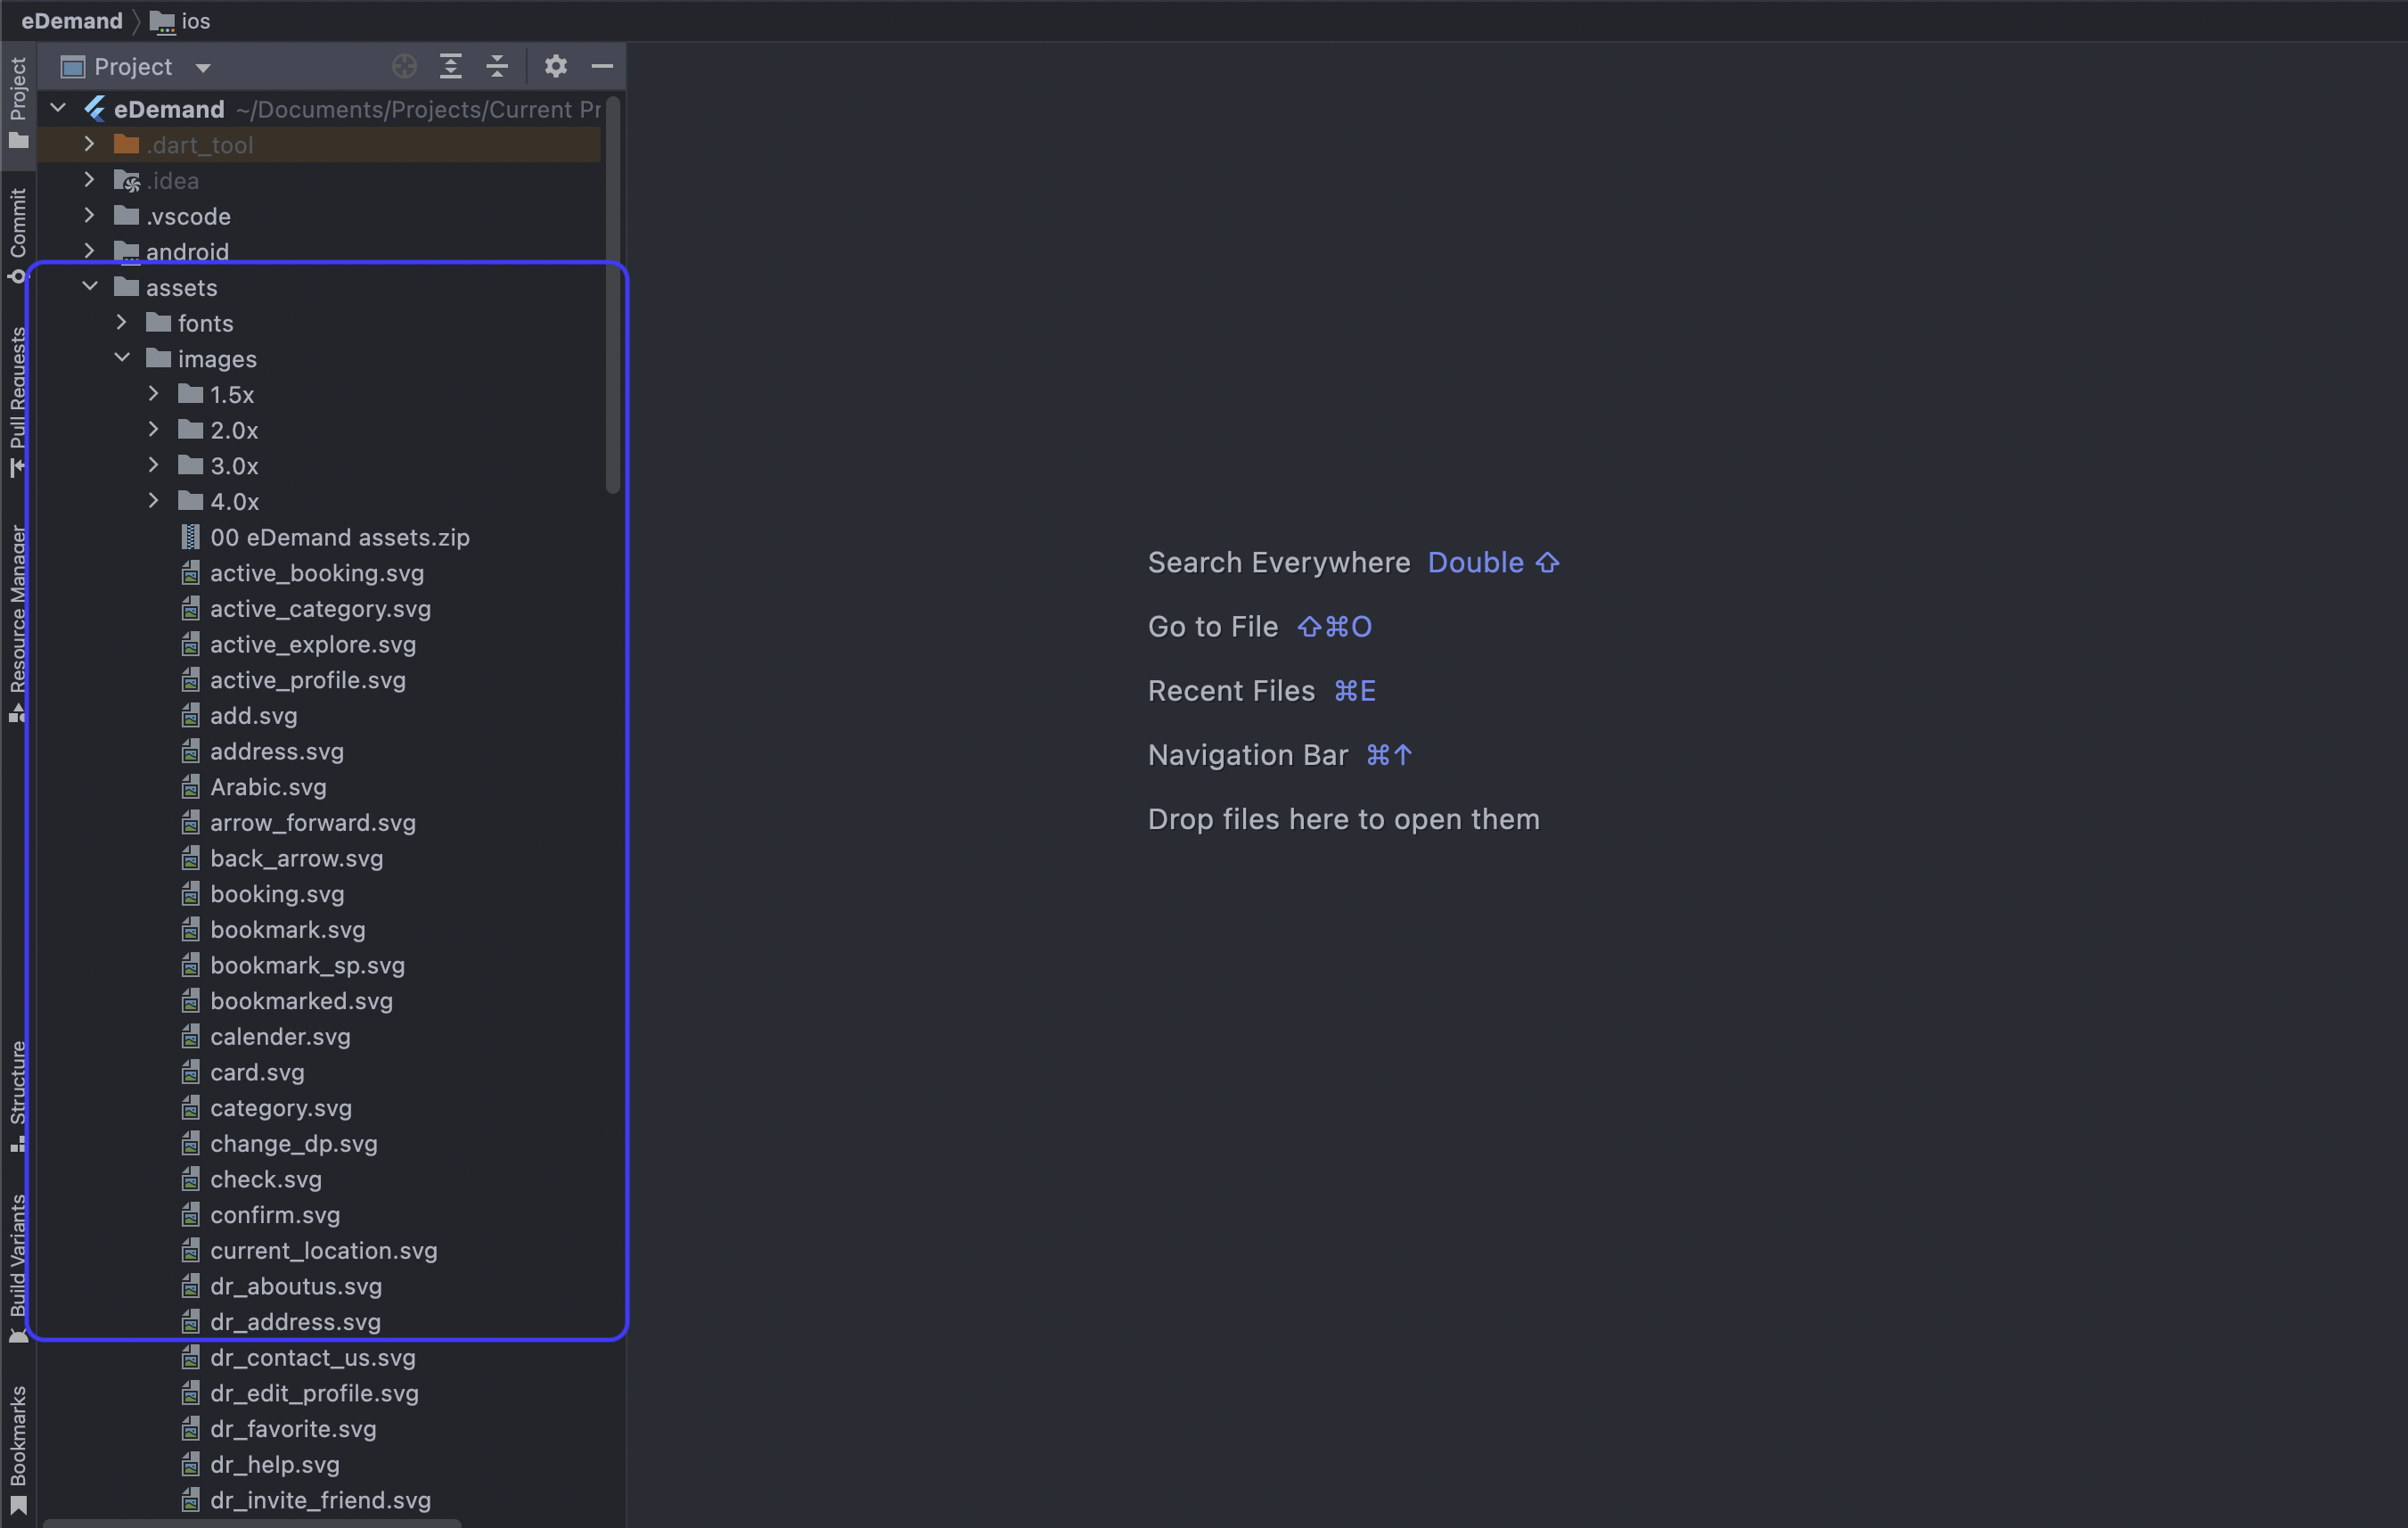 eDemand ios
Project
Project
eDemand ~/Documents/Projects/Current Pr
.dart_tool
.idea
.vscode
android
assets
fonts
images
1.5x
2.0x
3.0x
4.0x
00 eDemand assets.zip
active_booking.svg
active_category.svg
active_explore.svg
active_profile.svg
add.svg
address.svg
Arabic.svg
arrow_forward.svg
back_arrow.svg
booking.svg
bookmark.svg
bookmark_sp.svg
bookmarked.svg
calender.svg
card.svg
category.svg
change_dp.svg
check.svg
confirm.svg
current_location.svg
dr_aboutus.svg
dr_address.svg
dr_contact_us.svg
dr_edit_profile.svg
dr_favorite.svg
dr_help.svg
dr_invite_friend.svg
Commit
Pull Requests
Resource Manager
Structure
Build Variants
Bookmarks
Search Everywhere Double ⇧
Go to File ⇧⌘O
Recent Files ⌘E
Navigation Bar ⌘↑
Drop files here to open them